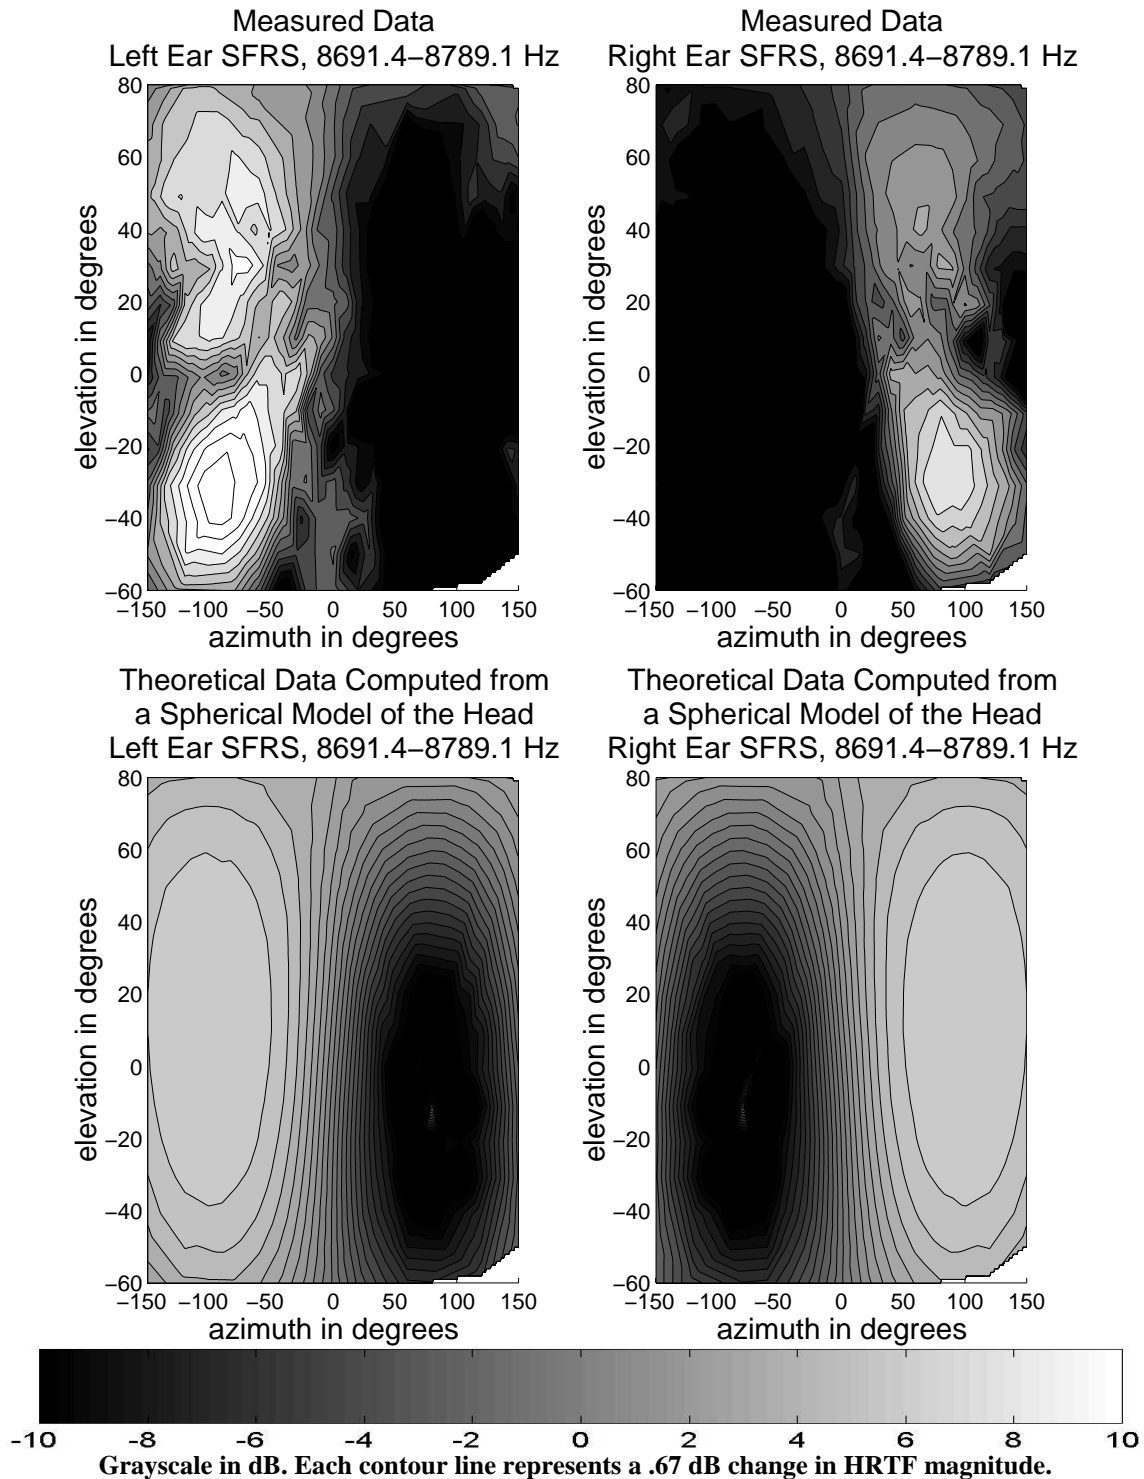 Measured Data
Left Ear SFRS, 8691.4−8789.1 Hz
Measured Data
Right Ear SFRS, 8691.4−8789.1 Hz
80
60
40
20
0
−20
−40
−60
elevation in degrees
−150 −100 −50 0 50 100 150
azimuth in degrees
80
60
40
20
0
−20
−40
−60
elevation in degrees
−150 −100 −50 0 50 100 150
azimuth in degrees
Theoretical Data Computed from
a Spherical Model of the Head
Left Ear SFRS, 8691.4−8789.1 Hz
Theoretical Data Computed from
a Spherical Model of the Head
Right Ear SFRS, 8691.4−8789.1 Hz
80
60
40
20
0
−20
−40
−60
elevation in degrees
−150 −100 −50 0 50 100 150
azimuth in degrees
80
60
40
20
0
−20
−40
−60
elevation in degrees
−150 −100 −50 0 50 100 150
azimuth in degrees
-10 -8 -6 -4 -2 0 2 4 6 8 10
Grayscale in dB. Each contour line represents a .67 dB change in HRTF magnitude.